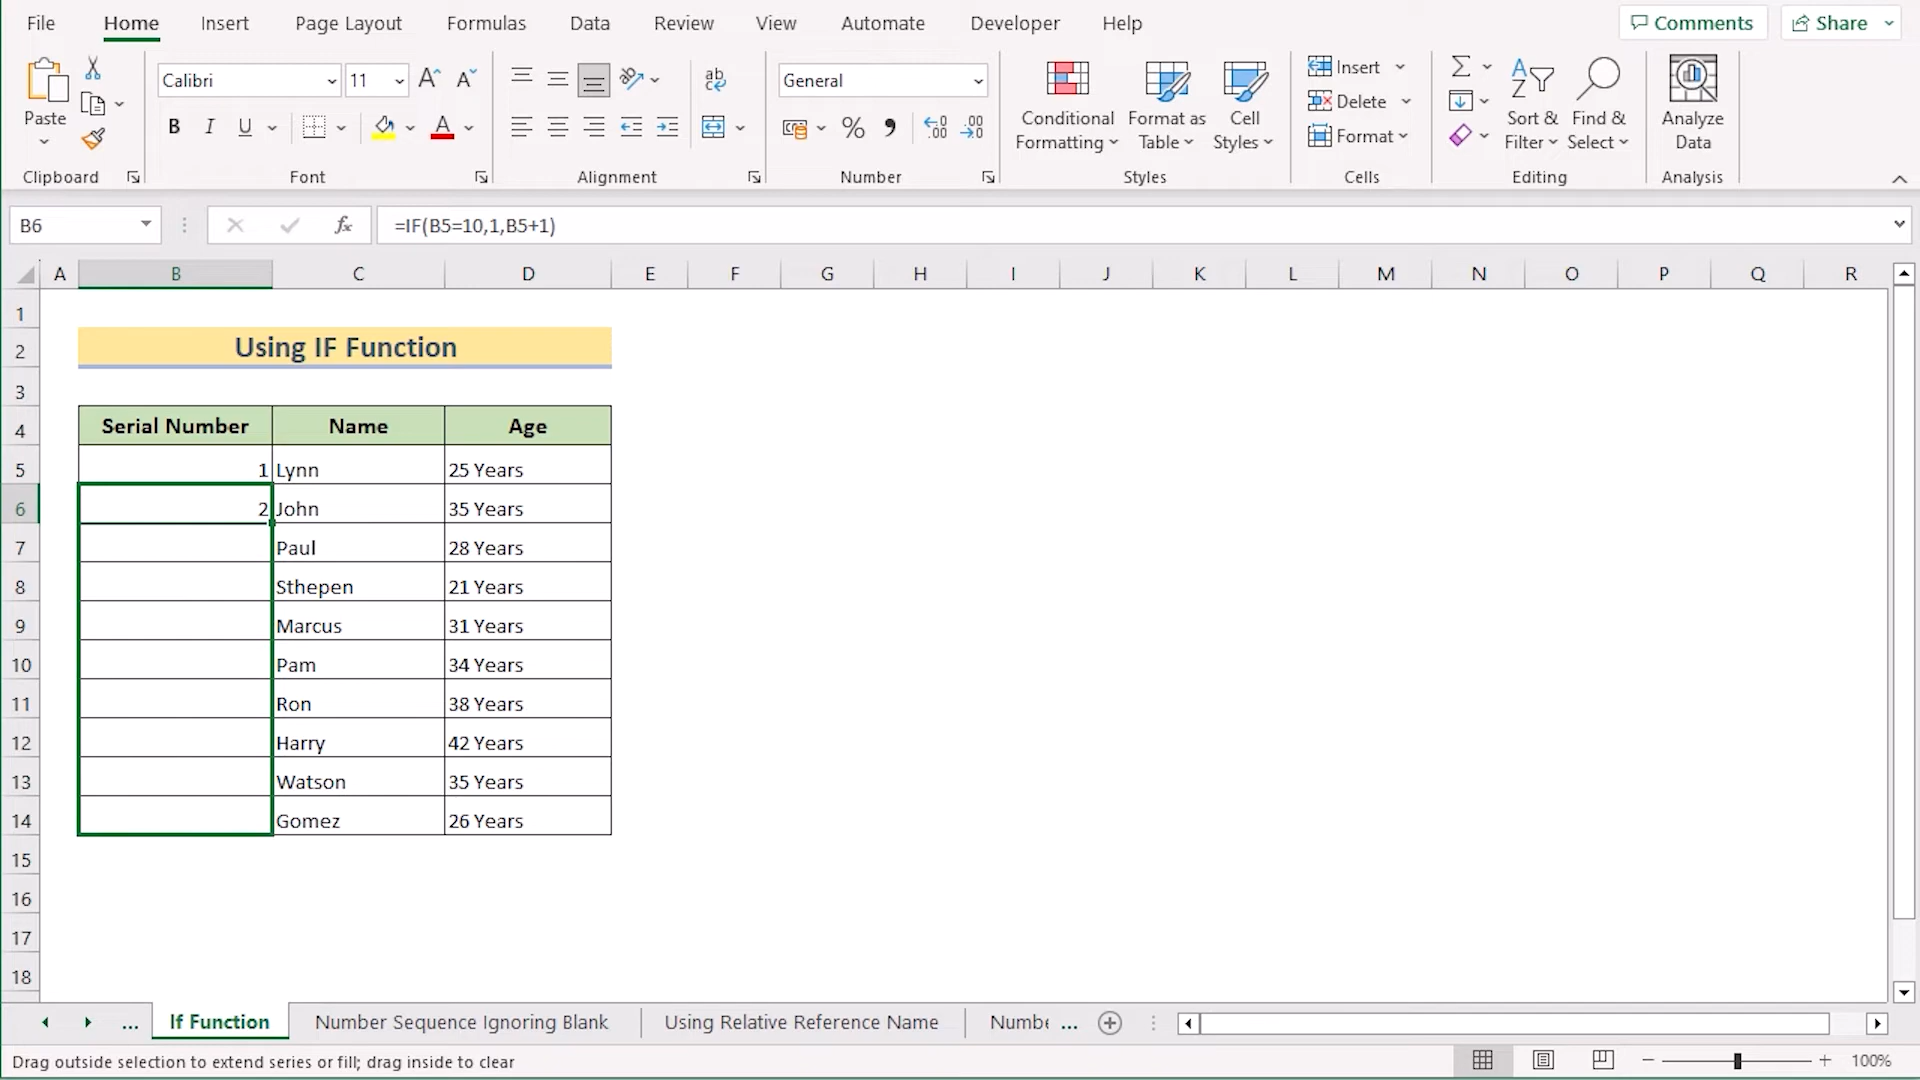 File Home Insert Page Layout Formulas Data Review View Automate Developer Help Comments Share
Paste
Clipboard
Calibri 11
B I U A
Font
ab
Alignment
General
% 9 .00 .00
Number
Conditional Formatting
Format as Table
Cell Styles
Styles
Insert
Delete
Format
Cells
Sort & Filter
Find & Select
Editing
Analyze Data
Analysis
B6 fx =IF(B5=10,1,B5+1)
A B C D E F G H I J K L M N O P Q R
1
2 Using IF Function
3
4 Serial Number Name Age
5 1 Lynn 25 Years
6 2 John 35 Years
7 Paul 28 Years
8 Sthepen 21 Years
9 Marcus 31 Years
10 Pam 34 Years
11 Ron 38 Years
12 Harry 42 Years
13 Watson 35 Years
14 Gomez 26 Years
15
16
17
18
... If Function Number Sequence Ignoring Blank Using Relative Reference Name Numbe ...
Drag outside selection to extend series or fill; drag inside to clear 100%